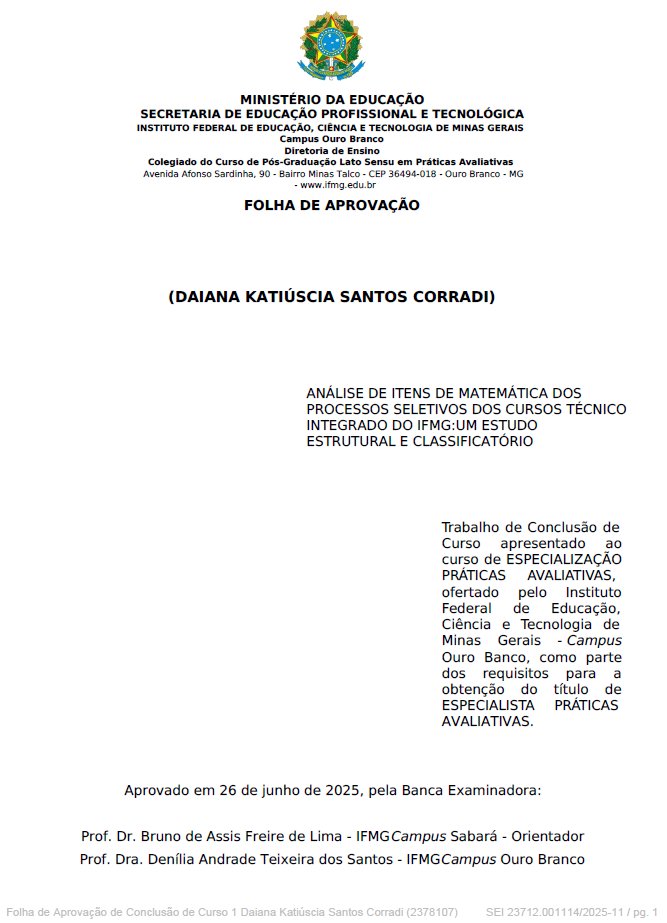 MINISTÉRIO DA EDUCAÇÃO
SECRETARIA DE EDUCAÇÃO PROFISSIONAL E TECNOLÓGICA
INSTITUTO FEDERAL DE EDUCAÇÃO, CIÊNCIA E TECNOLOGIA DE MINAS GERAIS
Campus Ouro Branco
Diretoria de Ensino
Colegiado do Curso de Pós-Graduação Lato Sensu em Práticas Avaliativas
Avenida Afonso Sardinha, 90 - Bairro Minas Talco - CEP 36494-018 - Ouro Branco - MG
- www.ifmg.edu.br
FOLHA DE APROVAÇÃO
(DAIANA KATIÚSCIA SANTOS CORRADI)
ANÁLISE DE ITENS DE MATEMÁTICA DOS
PROCESSOS SELETIVOS DOS CURSOS TÉCNICO
INTEGRADO DO IFMG:UM ESTUDO
ESTRUTURAL E CLASSIFICATÓRIO
Trabalho de Conclusão de
Curso apresentado ao
curso de ESPECIALIZAÇÃO
PRÁTICAS AVALIATIVAS,
ofertado pelo Instituto
Federal de Educação,
Ciência e Tecnologia de
Minas Gerais - Campus
Ouro Banco, como parte
dos requisitos para a
obtenção do título de
ESPECIALISTA PRÁTICAS
AVALIATIVAS.
Aprovado em 26 de junho de 2025, pela Banca Examinadora:
Prof. Dr. Bruno de Assis Freire de Lima - IFMGCampus Sabará - Orientador
Prof. Dra. Denília Andrade Teixeira dos Santos - IFMGCampus Ouro Branco
Folha de Aprovação de Conclusão de Curso 1 Daiana Katiúscia Santos Corradi (2378107) SEI 23712.001114/2025-11 / pg. 1